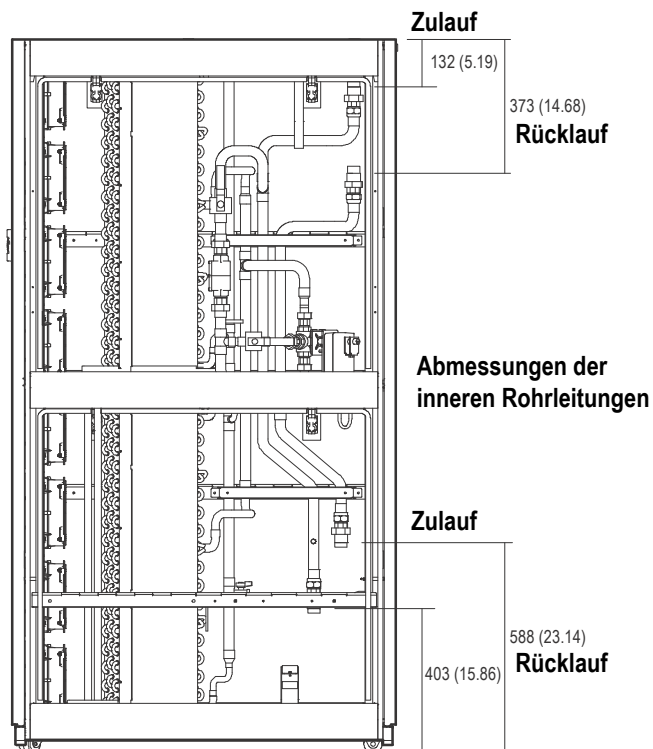 Zulauf
132 (5.19)
373 (14.68)
Rücklauf
Abmessungen der
inneren Rohrleitungen
Zulauf
588 (23.14)
Rücklauf
403 (15.86)